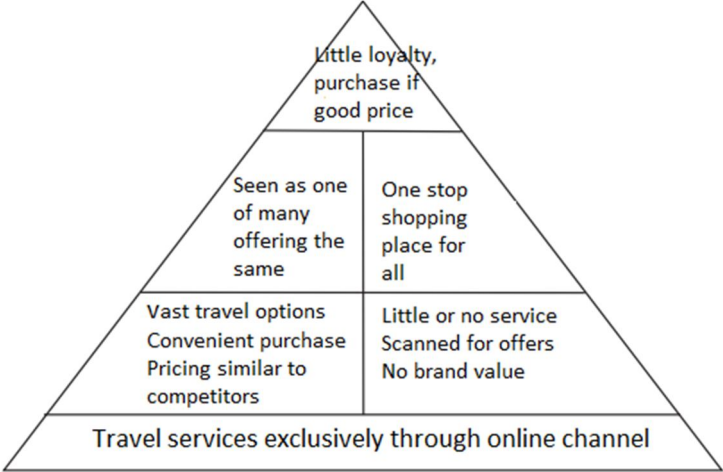 Little loyalty,
purchase if
good price
Seen as one
of many
offering the
same
One stop
shopping
place for
all
Vast travel options
Convenient purchase
Pricing similar to
competitors
Little or no service
Scanned for offers
No brand value
Travel services exclusively through online channel